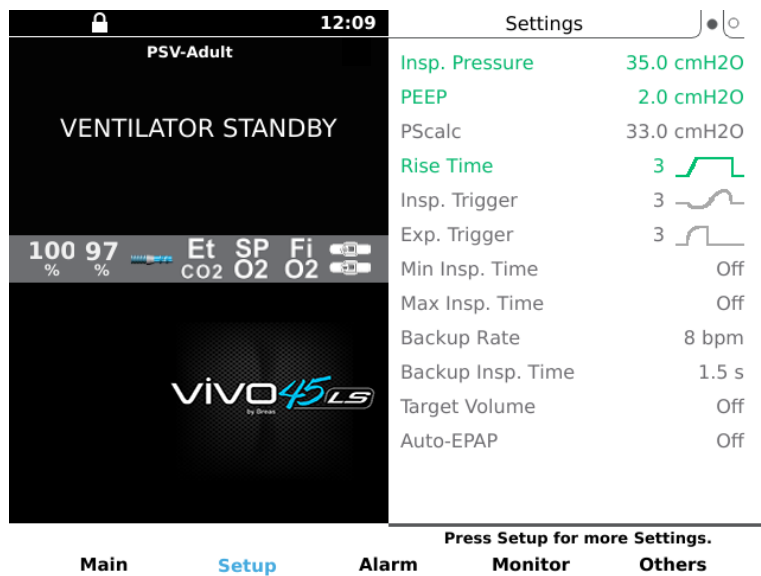 12:09
PSV-Adult
VENTILATOR STANDBY
100 97 Et SP Fi
% % CO2 O2 O2
vivo45 LS
by Breas
Settings
Insp. Pressure 35.0 cmH2O
PEEP 2.0 cmH2O
PScalc 33.0 cmH2O
Rise Time 3
Insp. Trigger 3
Exp. Trigger 3
Min Insp. Time Off
Max Insp. Time Off
Backup Rate 8 bpm
Backup Insp. Time 1.5 s
Target Volume Off
Auto-EPAP Off
Press Setup for more Settings.
Main Setup Alarm Monitor Others